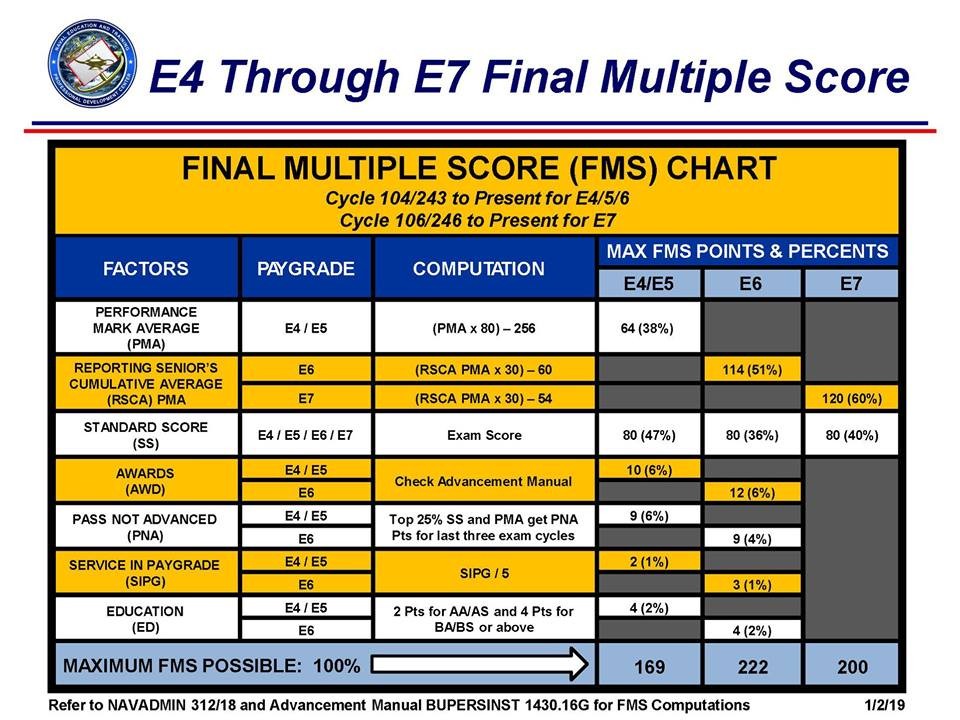 NAVAL EDUCATION AND TRAINING
PROFESSIONAL DEVELOPMENT CENTER
E4 Through E7 Final Multiple Score
FINAL MULTIPLE SCORE (FMS) CHART
Cycle 104/243 to Present for E4/5/6
Cycle 106/246 to Present for E7
FACTORS PAYGRADE COMPUTATION MAX FMS POINTS & PERCENTS
E4/E5 E6 E7
PERFORMANCE
MARK AVERAGE
(PMA)
E4 / E5 (PMA x 80) – 256 64 (38%)
REPORTING SENIOR'S
CUMULATIVE AVERAGE
(RSCA) PMA
E6 (RSCA PMA x 30) – 60 114 (51%)
E7 (RSCA PMA x 30) – 54 120 (60%)
STANDARD SCORE
(SS)
E4 / E5 / E6 / E7 Exam Score 80 (47%) 80 (36%) 80 (40%)
AWARDS
(AWD)
E4 / E5 10 (6%)
Check Advancement Manual
E6 12 (6%)
PASS NOT ADVANCED
(PNA)
E4 / E5 9 (6%)
Top 25% SS and PMA get PNA
Pts for last three exam cycles
E6 9 (4%)
SERVICE IN PAYGRADE
(SIPG)
E4 / E5 2 (1%)
SIPG / 5
E6 3 (1%)
EDUCATION
(ED)
E4 / E5 4 (2%)
2 Pts for AA/AS and 4 Pts for
BA/BS or above
E6 4 (2%)
MAXIMUM FMS POSSIBLE: 100% 169 222 200
Refer to NAVADMIN 312/18 and Advancement Manual BUPERSINST 1430.16G for FMS Computations 1/2/19